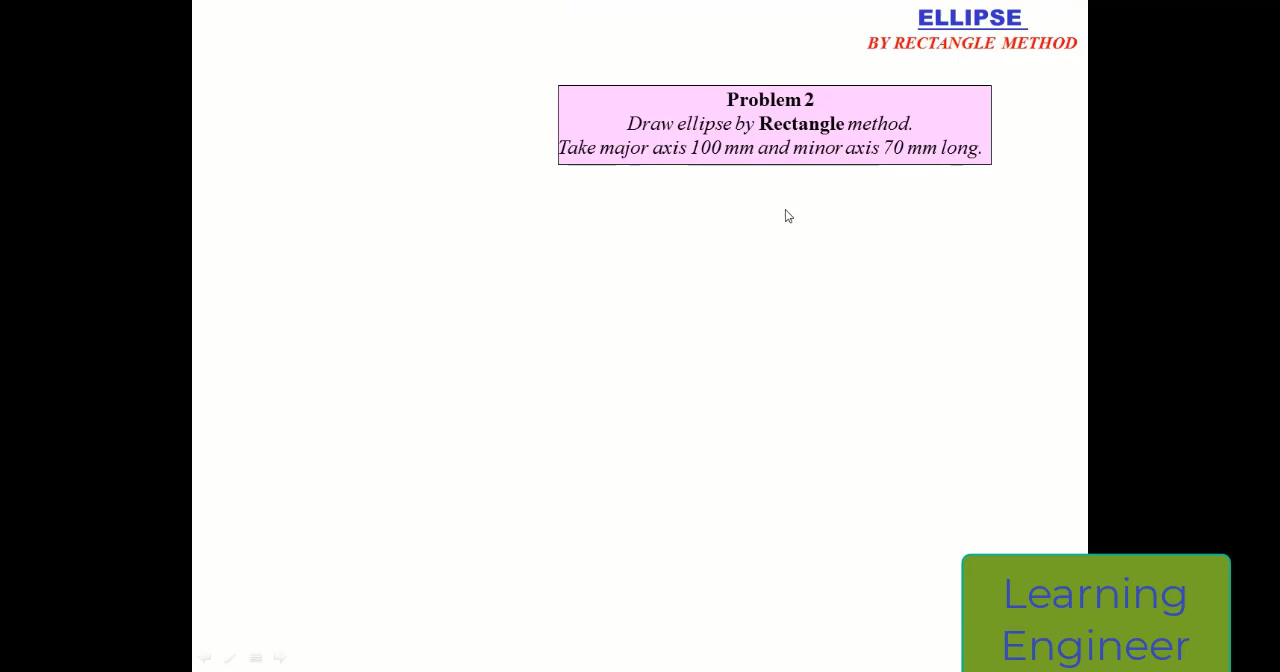 ELLIPSE
BY RECTANGLE METHOD
Problem 2
Draw ellipse by Rectangle method.
Take major axis 100 mm and minor axis 70 mm long.
Learning
Engineer